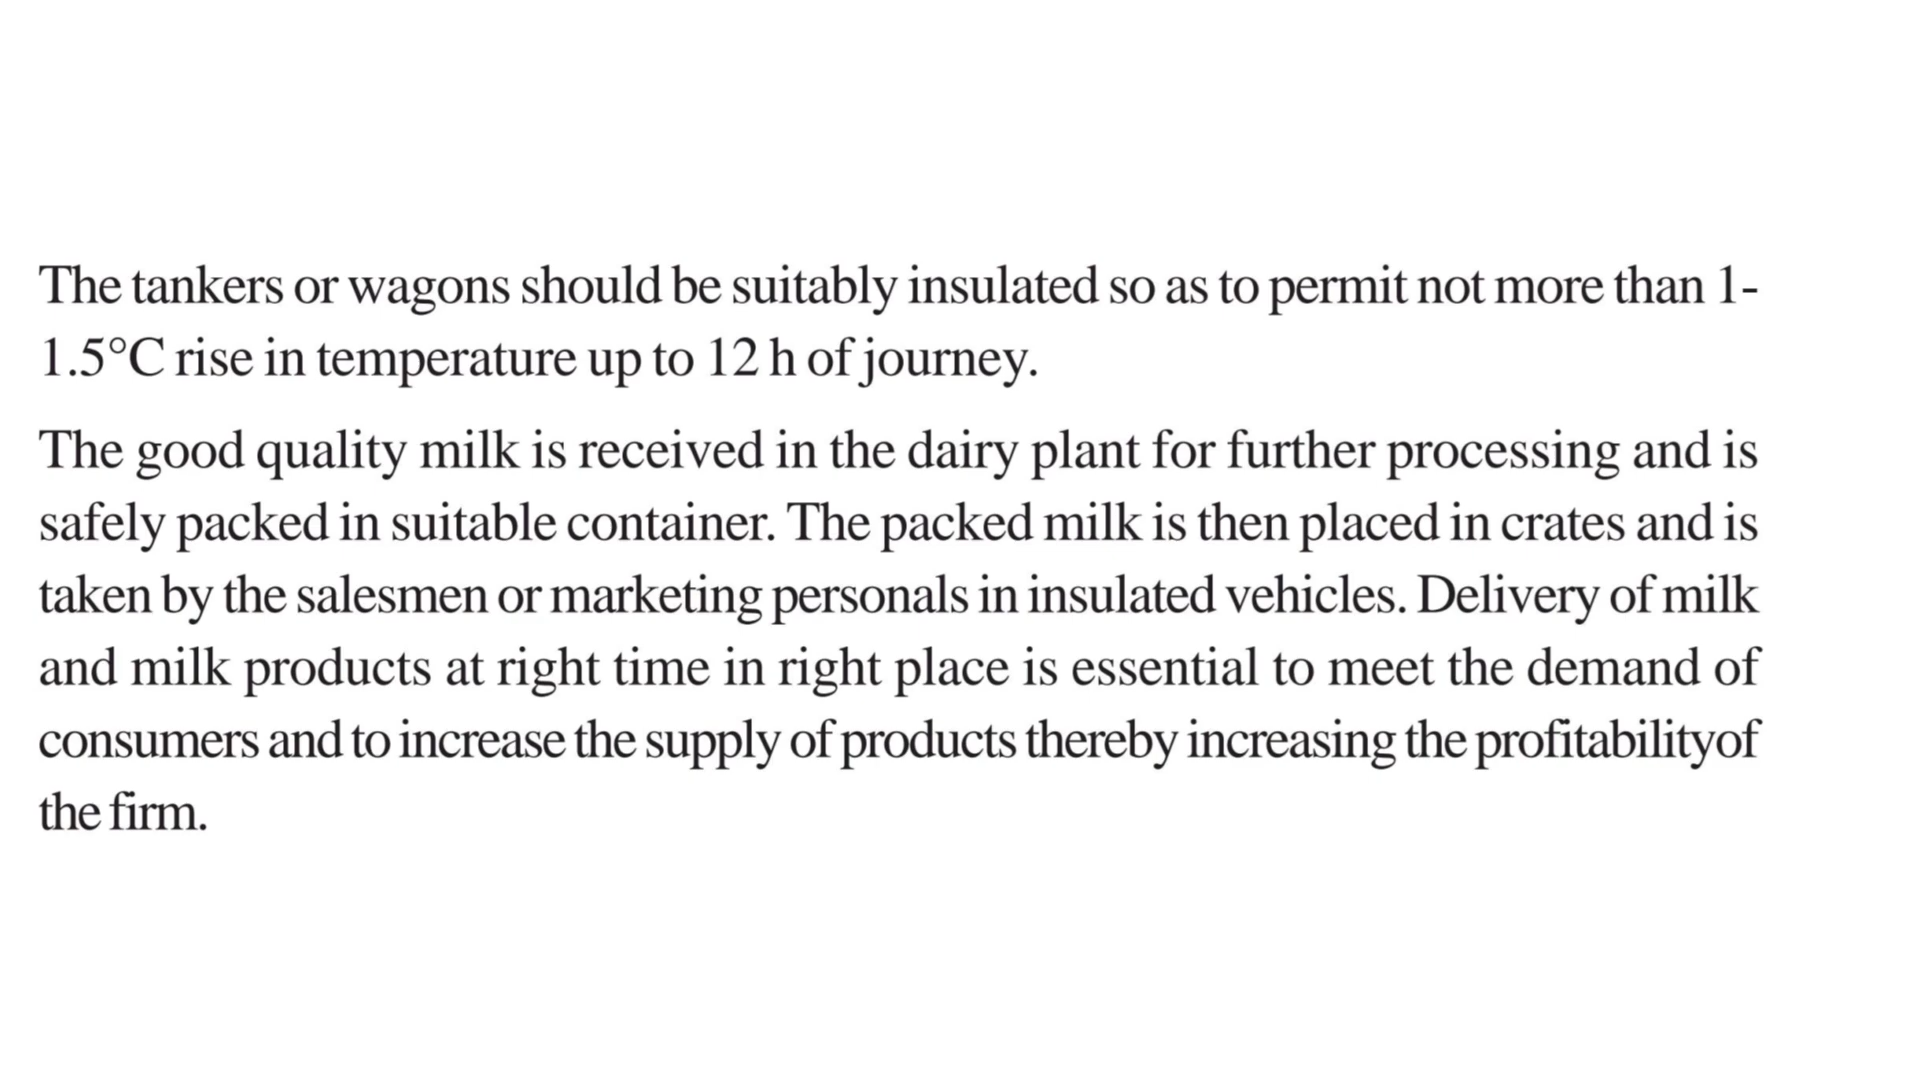 The tankers or wagons should be suitably insulated so as to permit not more than 1-
1.5°C rise in temperature up to 12 h of journey.
The good quality milk is received in the dairy plant for further processing and is
safely packed in suitable container. The packed milk is then placed in crates and is
taken by the salesmen or marketing personals in insulated vehicles. Delivery of milk
and milk products at right time in right place is essential to meet the demand of
consumers and to increase the supply of products thereby increasing the profitabilityof
the firm.